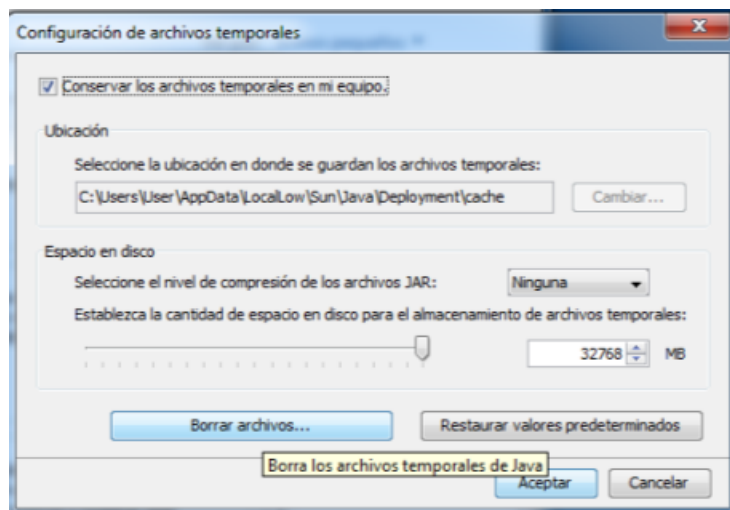 Configuración de archivos temporales
Conservar los archivos temporales en mi equipo.
Ubicación
Seleccione la ubicación en donde se guardan los archivos temporales:
C:\Users\User\AppData\LocalLow\Sun\Java\Deployment\cache
Cambiar...
Espacio en disco
Seleccione el nivel de compresión de los archivos JAR: Ninguna
Establezca la cantidad de espacio en disco para el almacenamiento de archivos temporales:
32768 MB
Borrar archivos... Restaurar valores predeterminados
Borra los archivos temporales de Java
Aceptar Cancelar